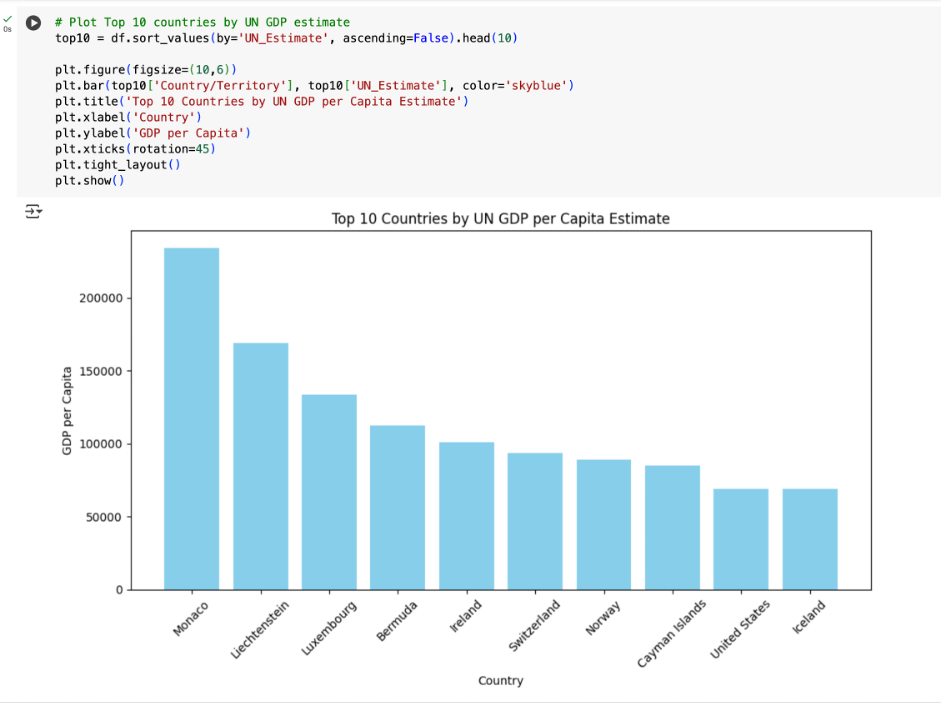 # Plot Top 10 countries by UN GDP estimate
top10 = df.sort_values(by='UN_Estimate', ascending=False).head(10)
plt.figure(figsize=(10,6))
plt.bar(top10['Country/Territory'], top10['UN_Estimate'], color='skyblue')
plt.title('Top 10 Countries by UN GDP per Capita Estimate')
plt.xlabel('Country')
plt.ylabel('GDP per Capita')
plt.xticks(rotation=45)
plt.tight_layout()
plt.show()
0s
Top 10 Countries by UN GDP per Capita Estimate
GDP per Capita
200000
150000
100000
50000
0
Monaco
Liechtenstein
Luxembourg
Bermuda
Ireland
Switzerland
Norway
Cayman Islands
United States
Iceland
Country